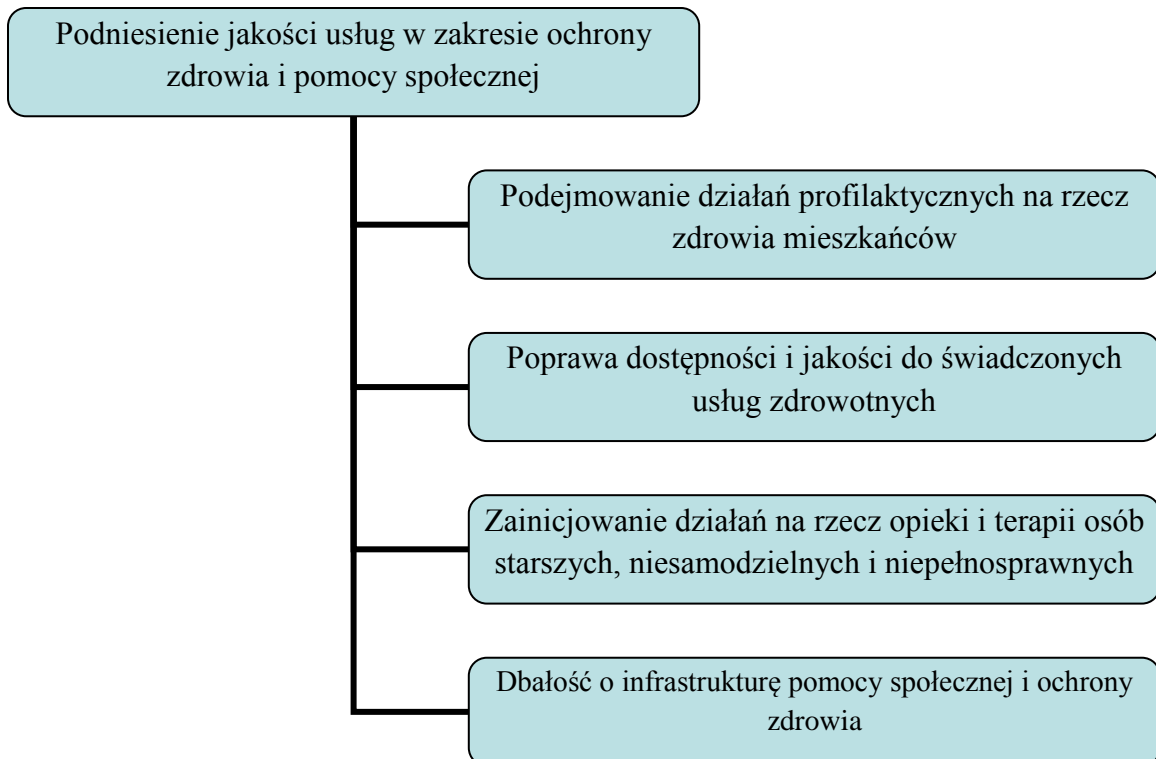 Podniesienie jakości usług w zakresie ochrony
zdrowia i pomocy społecznej
Podejmowanie działań profilaktycznych na rzecz
zdrowia mieszkańców
Poprawa dostępności i jakości do świadczonych
usług zdrowotnych
Zainicjowanie działań na rzecz opieki i terapii osób
starszych, niesamodzielnych i niepełnosprawnych
Dbałość o infrastrukturę pomocy społecznej i ochrony
zdrowia